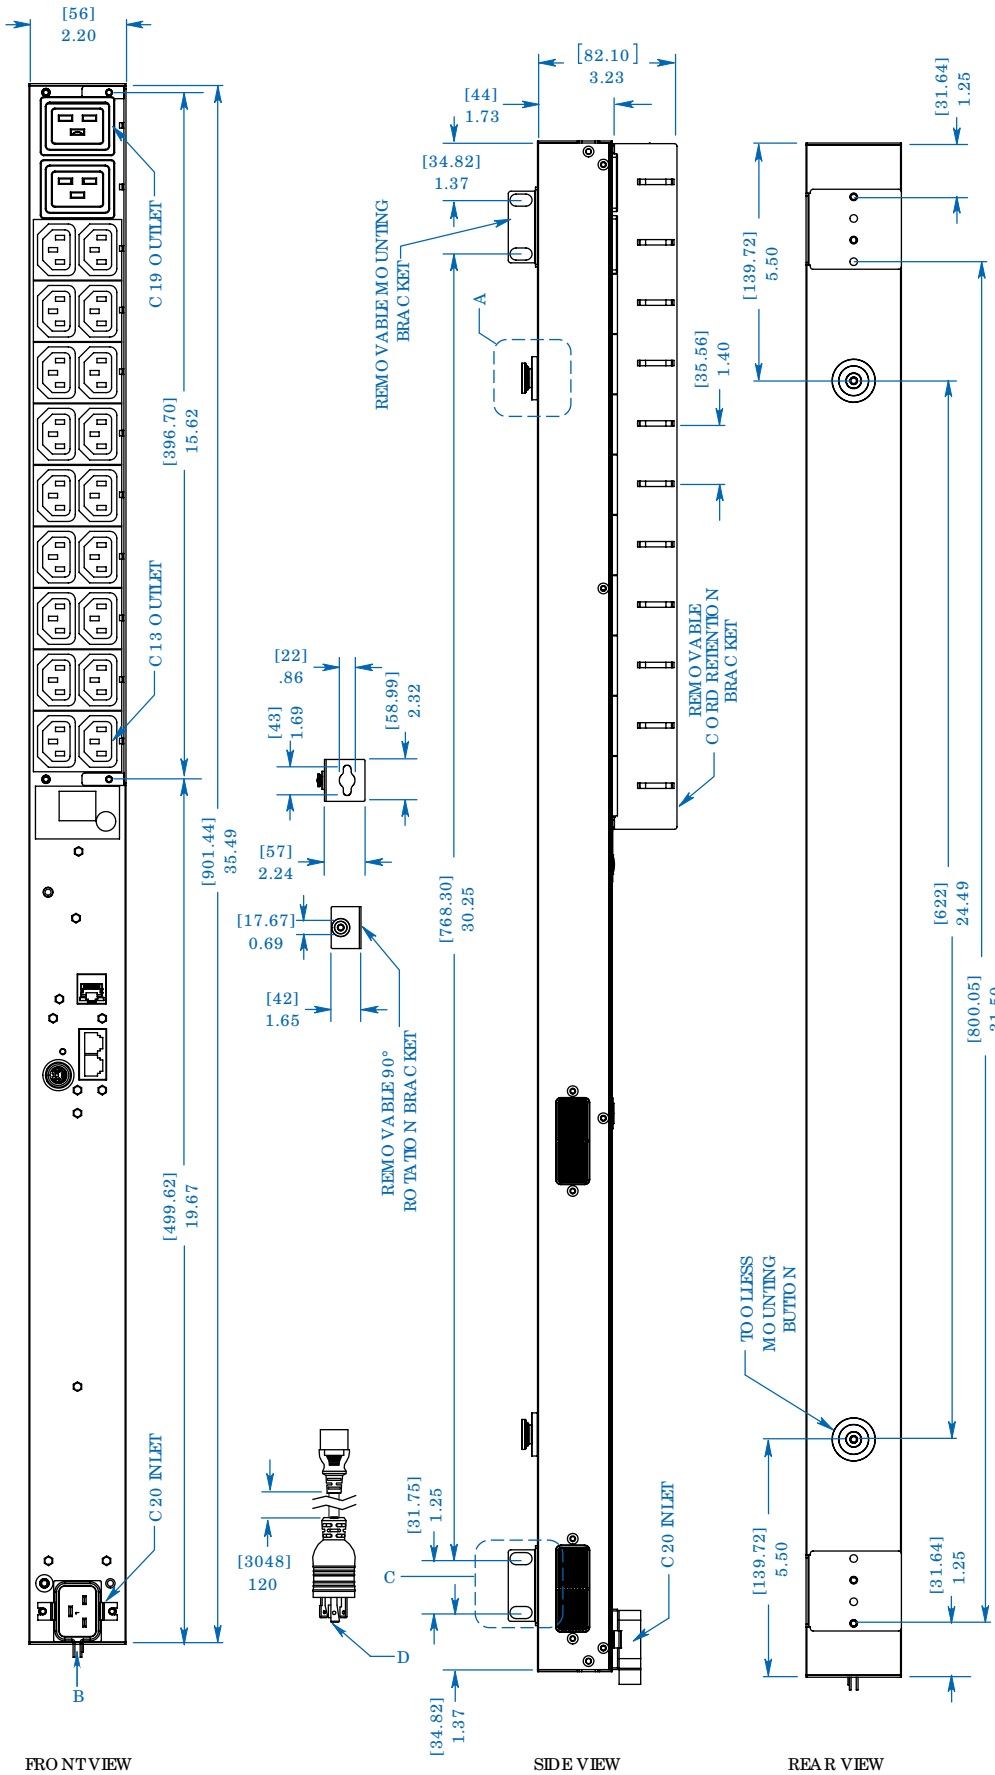 [56]
2.20
C19 OUTLET
[396.70]
15.62
C13 OUTLET
[901.44]
35.49
[499.62]
19.67
C20 INLET
B
FRONT VIEW
[22]
.86
[43]
1.69
[58.99]
2.32
[57]
2.24
[17.67]
0.69
[42]
1.65
REMOVABLE 90°
ROTATION BRACKET
[3048]
120
D
[82.10]
3.23
[44]
1.73
[34.82]
1.37
REMOVABLE MOUNTING
BRACKET
A
[35.56]
1.40
REMOVABLE
CORD RETENTION
BRACKET
[768.30]
30.25
[31.75]
1.25
C
C20 INLET
[34.82]
1.37
SIDE VIEW
[31.64]
1.25
[139.72]
5.50
[622]
24.49
[800.05]
31.50
TOOLLESS
MOUNTING
BUTTON
[139.72]
5.50
[31.64]
1.25
REAR VIEW